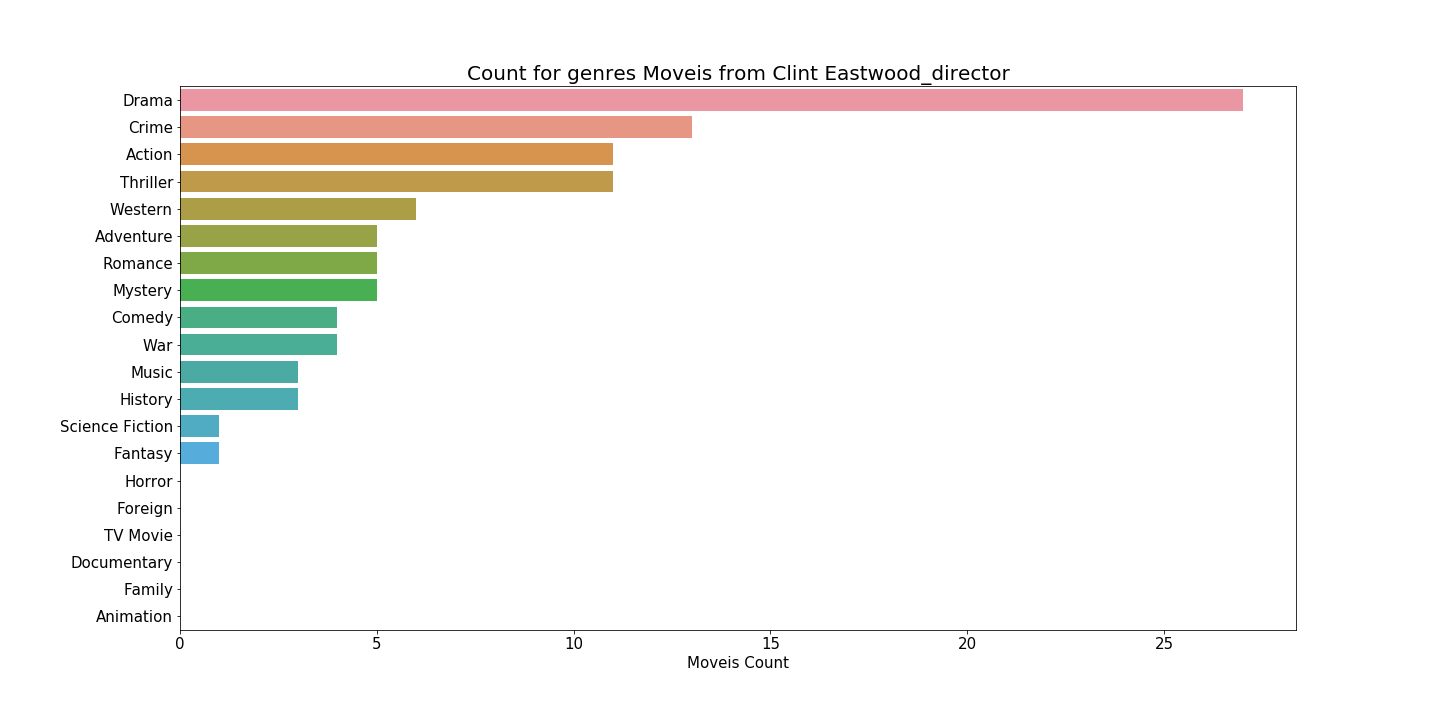 Count for genres Moveis from Clint Eastwood_director
Drama
Crime
Action
Thriller
Western
Adventure
Romance
Mystery
Comedy
War
Music
History
Science Fiction
Fantasy
Horror
Foreign
TV Movie
Documentary
Family
Animation
0 5 10 15 20 25
Moveis Count